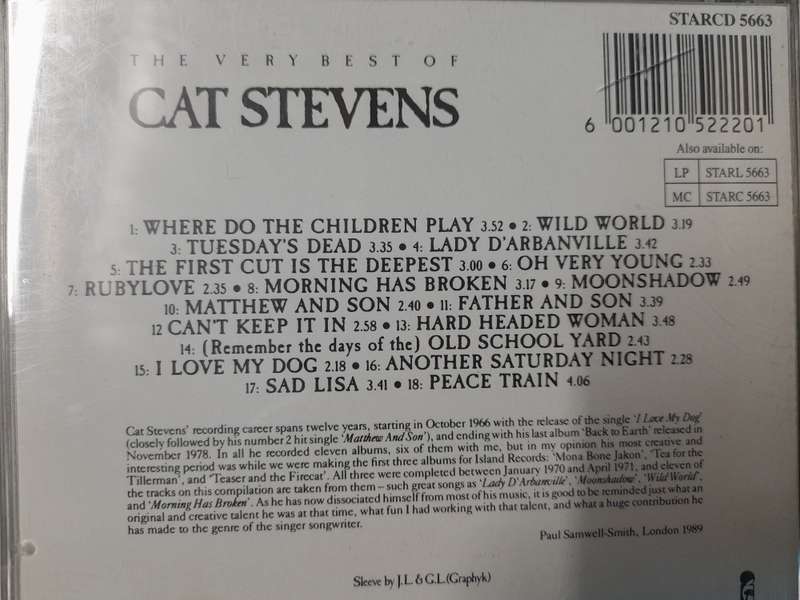 STARCD 5663
THE VERY BEST OF
CAT STEVENS
6 001210 522201
Also available on:
LP STARL 5663
MC STARC 5663
1: WHERE DO THE CHILDREN PLAY 3.52 • 2: WILD WORLD 3.19
3: TUESDAY'S DEAD 3.35 • 4: LADY D'ARBANVILLE 3.42
5: THE FIRST CUT IS THE DEEPEST 3.00 • 6: OH VERY YOUNG 2.33
7: RUBYLOVE 2.35 • 8: MORNING HAS BROKEN 3.17 • 9: MOONSHADOW 2.49
10: MATTHEW AND SON 2.40 • 11: FATHER AND SON 3.39
12 CAN'T KEEP IT IN 2.58 • 13: HARD HEADED WOMAN 3.48
14: (Remember the days of the) OLD SCHOOL YARD 2.43
15: I LOVE MY DOG 2.18 • 16: ANOTHER SATURDAY NIGHT 2.28
17: SAD LISA 3.41 • 18: PEACE TRAIN 4.06
Cat Stevens' recording career spans twelve years, starting in October 1966 with the release of the single 'I Love My Dog'
(closely followed by his number 2 hit single 'Matthew And Son'), and ending with his last album 'Back to Earth' released in
November 1978. In all he recorded eleven albums, six of them with me, but in my opinion his most creative and
interesting period was while we were making the first three albums for Island Records: 'Mona Bone Jakon', 'Tea for the
Tillerman', and 'Teaser and the Firecat'. All three were completed between January 1970 and April 1971, and eleven of
the tracks on this compilation are taken from them – such great songs as 'Lady D'Arbanville', 'Moonshadow', 'Wild World',
and 'Morning Has Broken'. As he has now dissociated himself from most of his music, it is good to be reminded just what an
original and creative talent he was at that time, what fun I had working with that talent, and what a huge contribution he
has made to the genre of the singer songwriter.
Paul Samwell-Smith, London 1989
Sleeve by J.L. & G.L.(Graphyk)